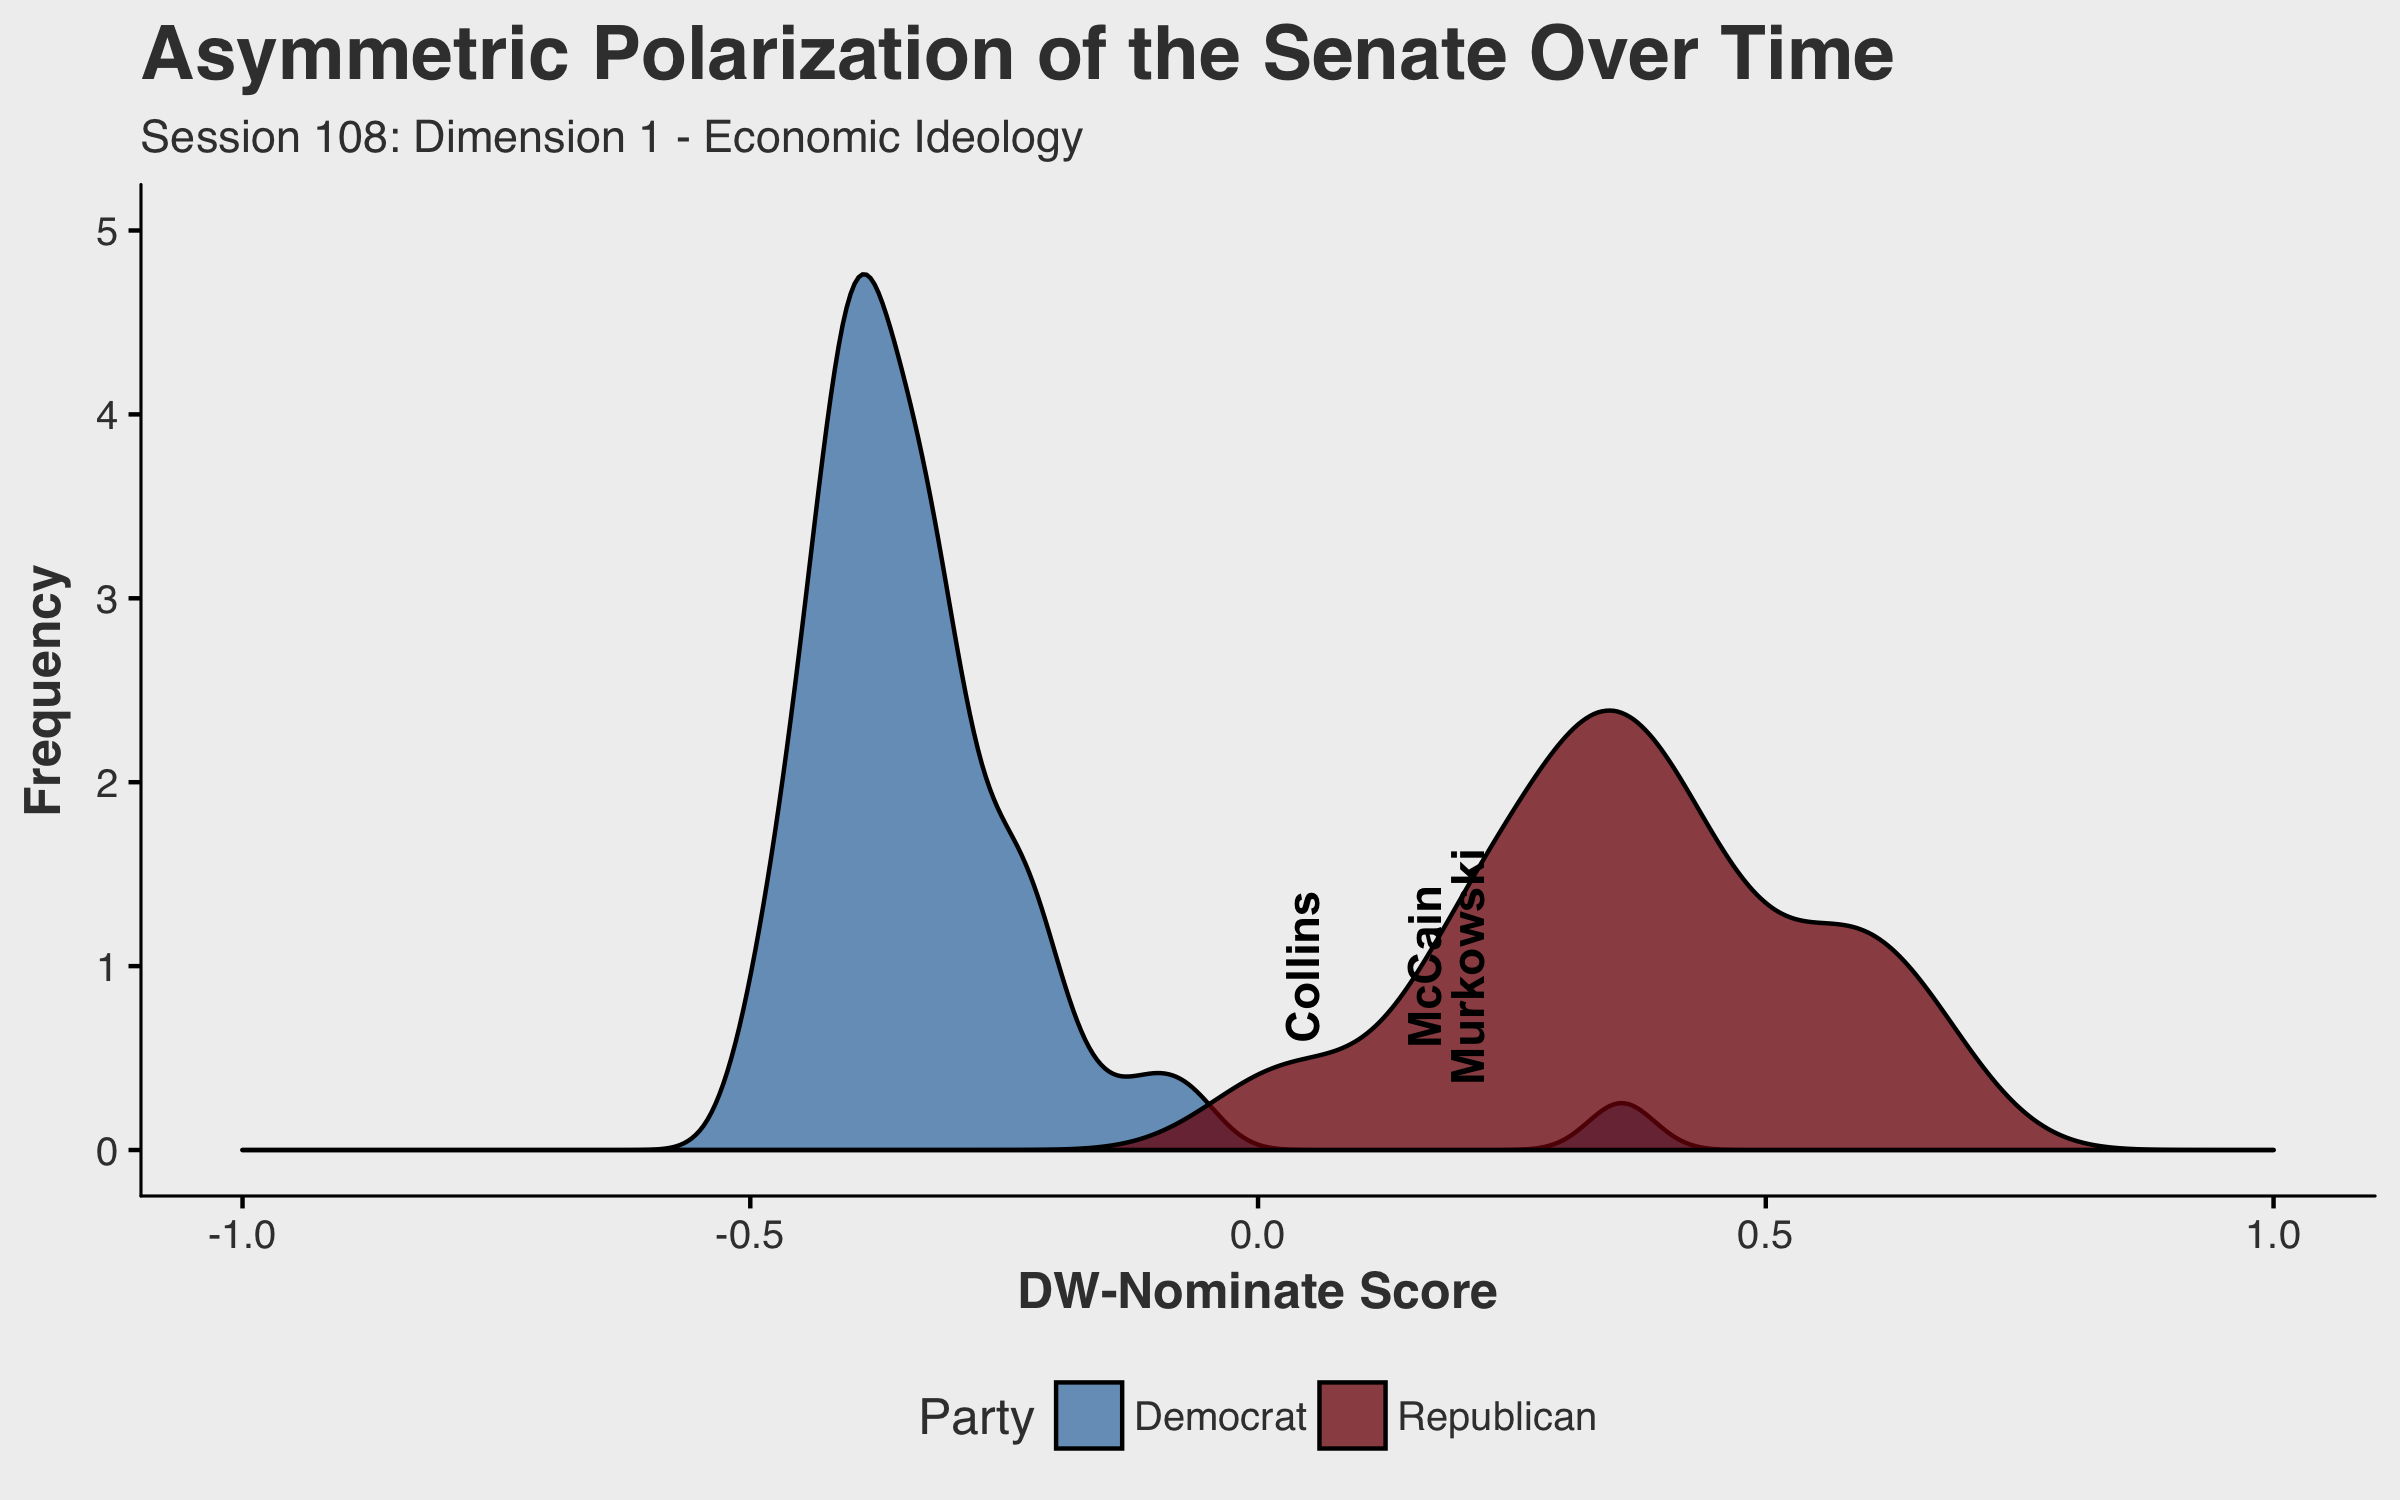 Asymmetric Polarization of the Senate Over Time
Session 108: Dimension 1 - Economic Ideology
Frequency
5
4
3
2
1
0
Collins
McCain
Murkowski
-1.0
-0.5
0.0
0.5
1.0
DW-Nominate Score
Party
Democrat
Republican